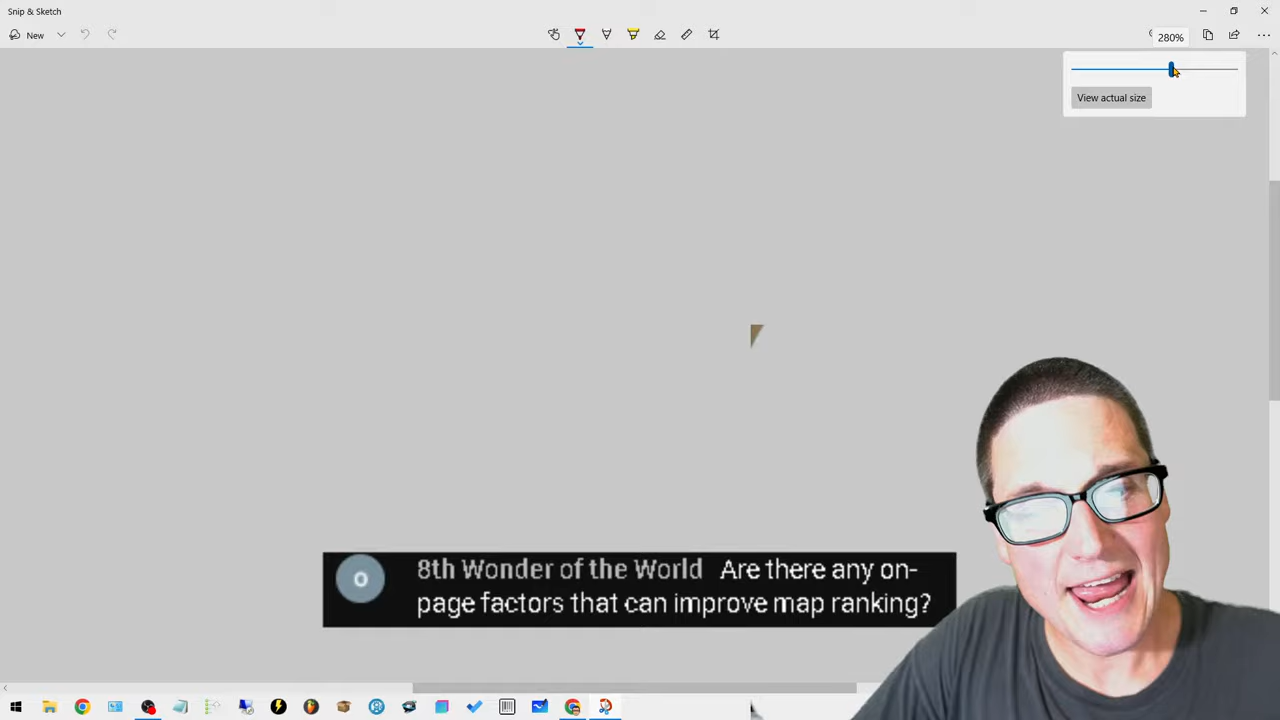 Snip & Sketch
New
280%
View actual size
O
8th Wonder of the World Are there any on-
page factors that can improve map ranking?